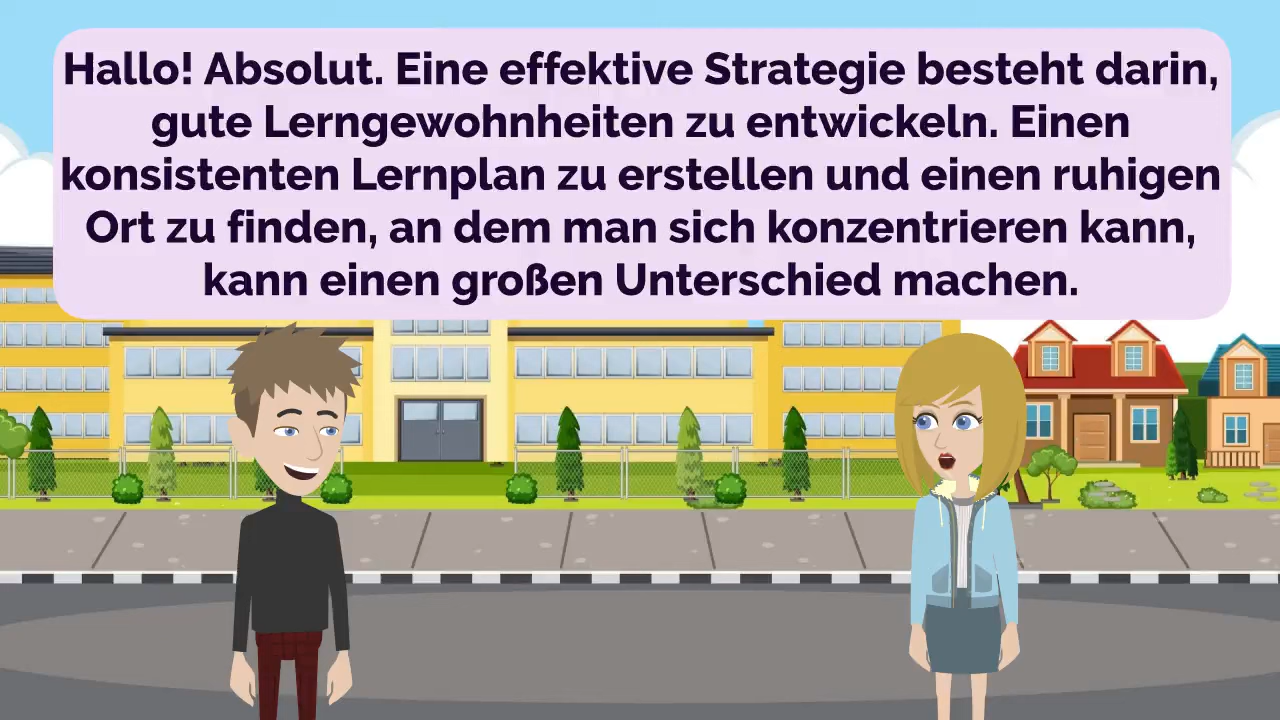 Hallo! Absolut. Eine effektive Strategie besteht darin,
gute Lerngewohnheiten zu entwickeln. Einen
konsistenten Lernplan zu erstellen und einen ruhigen
Ort zu finden, an dem man sich konzentrieren kann,
kann einen großen Unterschied machen.